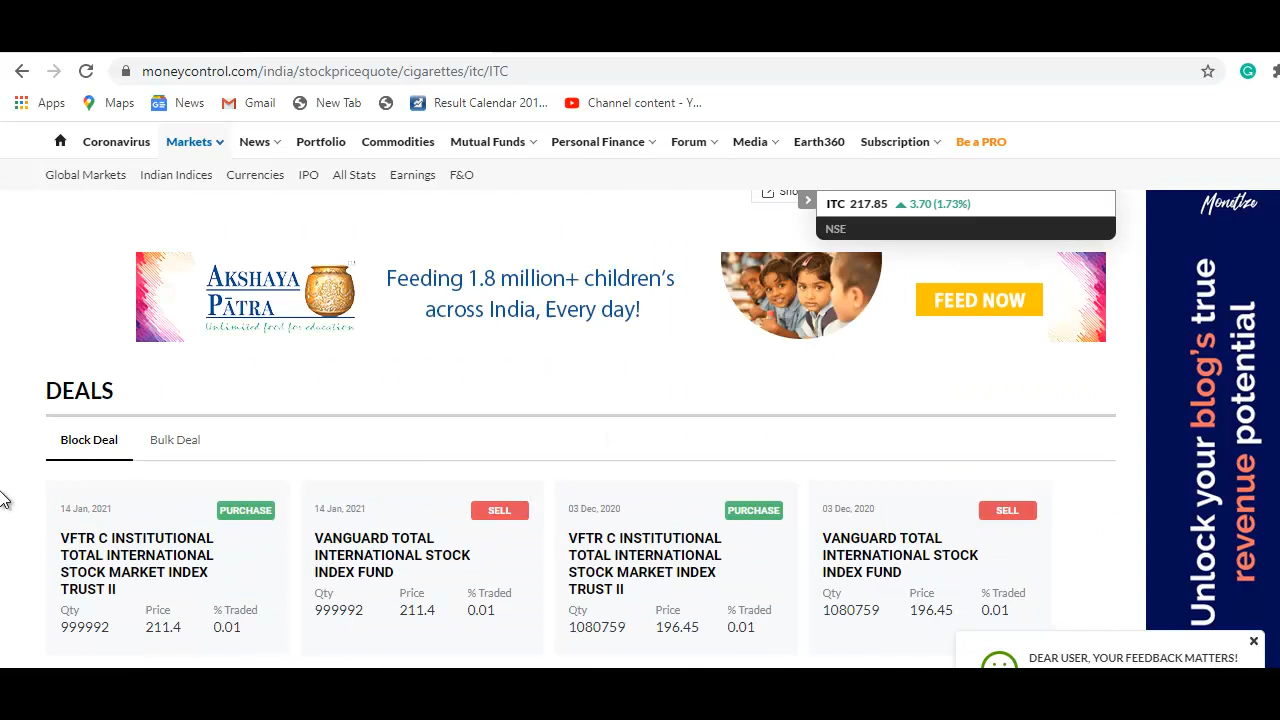 moneycontrol.com/india/stockpricequote/cigarettes/itc/ITC
Apps Maps News Gmail New Tab Result Calendar 201... Channel content - Y...
Coronavirus Markets News Portfolio Commodities Mutual Funds Personal Finance Forum Media Earth360 Subscription Be a PRO
Global Markets Indian Indices Currencies IPO All Stats Earnings F&O
ITC 217.85 3.70 (1.73%)
NSE
Monetize
AKSHAYA
PĀTRA
Unlimited food for education
Feeding 1.8 million+ children's
across India, Every day!
FEED NOW
Unlock your blog's true
revenue potential
DEALS
Block Deal Bulk Deal
14 Jan, 2021 PURCHASE
VFTR C INSTITUTIONAL
TOTAL INTERNATIONAL
STOCK MARKET INDEX
TRUST II
Qty Price % Traded
999992 211.4 0.01
14 Jan, 2021 SELL
VANGUARD TOTAL
INTERNATIONAL STOCK
INDEX FUND
Qty Price % Traded
999992 211.4 0.01
03 Dec, 2020 PURCHASE
VFTR C INSTITUTIONAL
TOTAL INTERNATIONAL
STOCK MARKET INDEX
TRUST II
Qty Price % Traded
1080759 196.45 0.01
03 Dec, 2020 SELL
VANGUARD TOTAL
INTERNATIONAL STOCK
INDEX FUND
Qty Price % Traded
1080759 196.45 0.01
DEAR USER, YOUR FEEDBACK MATTERS!